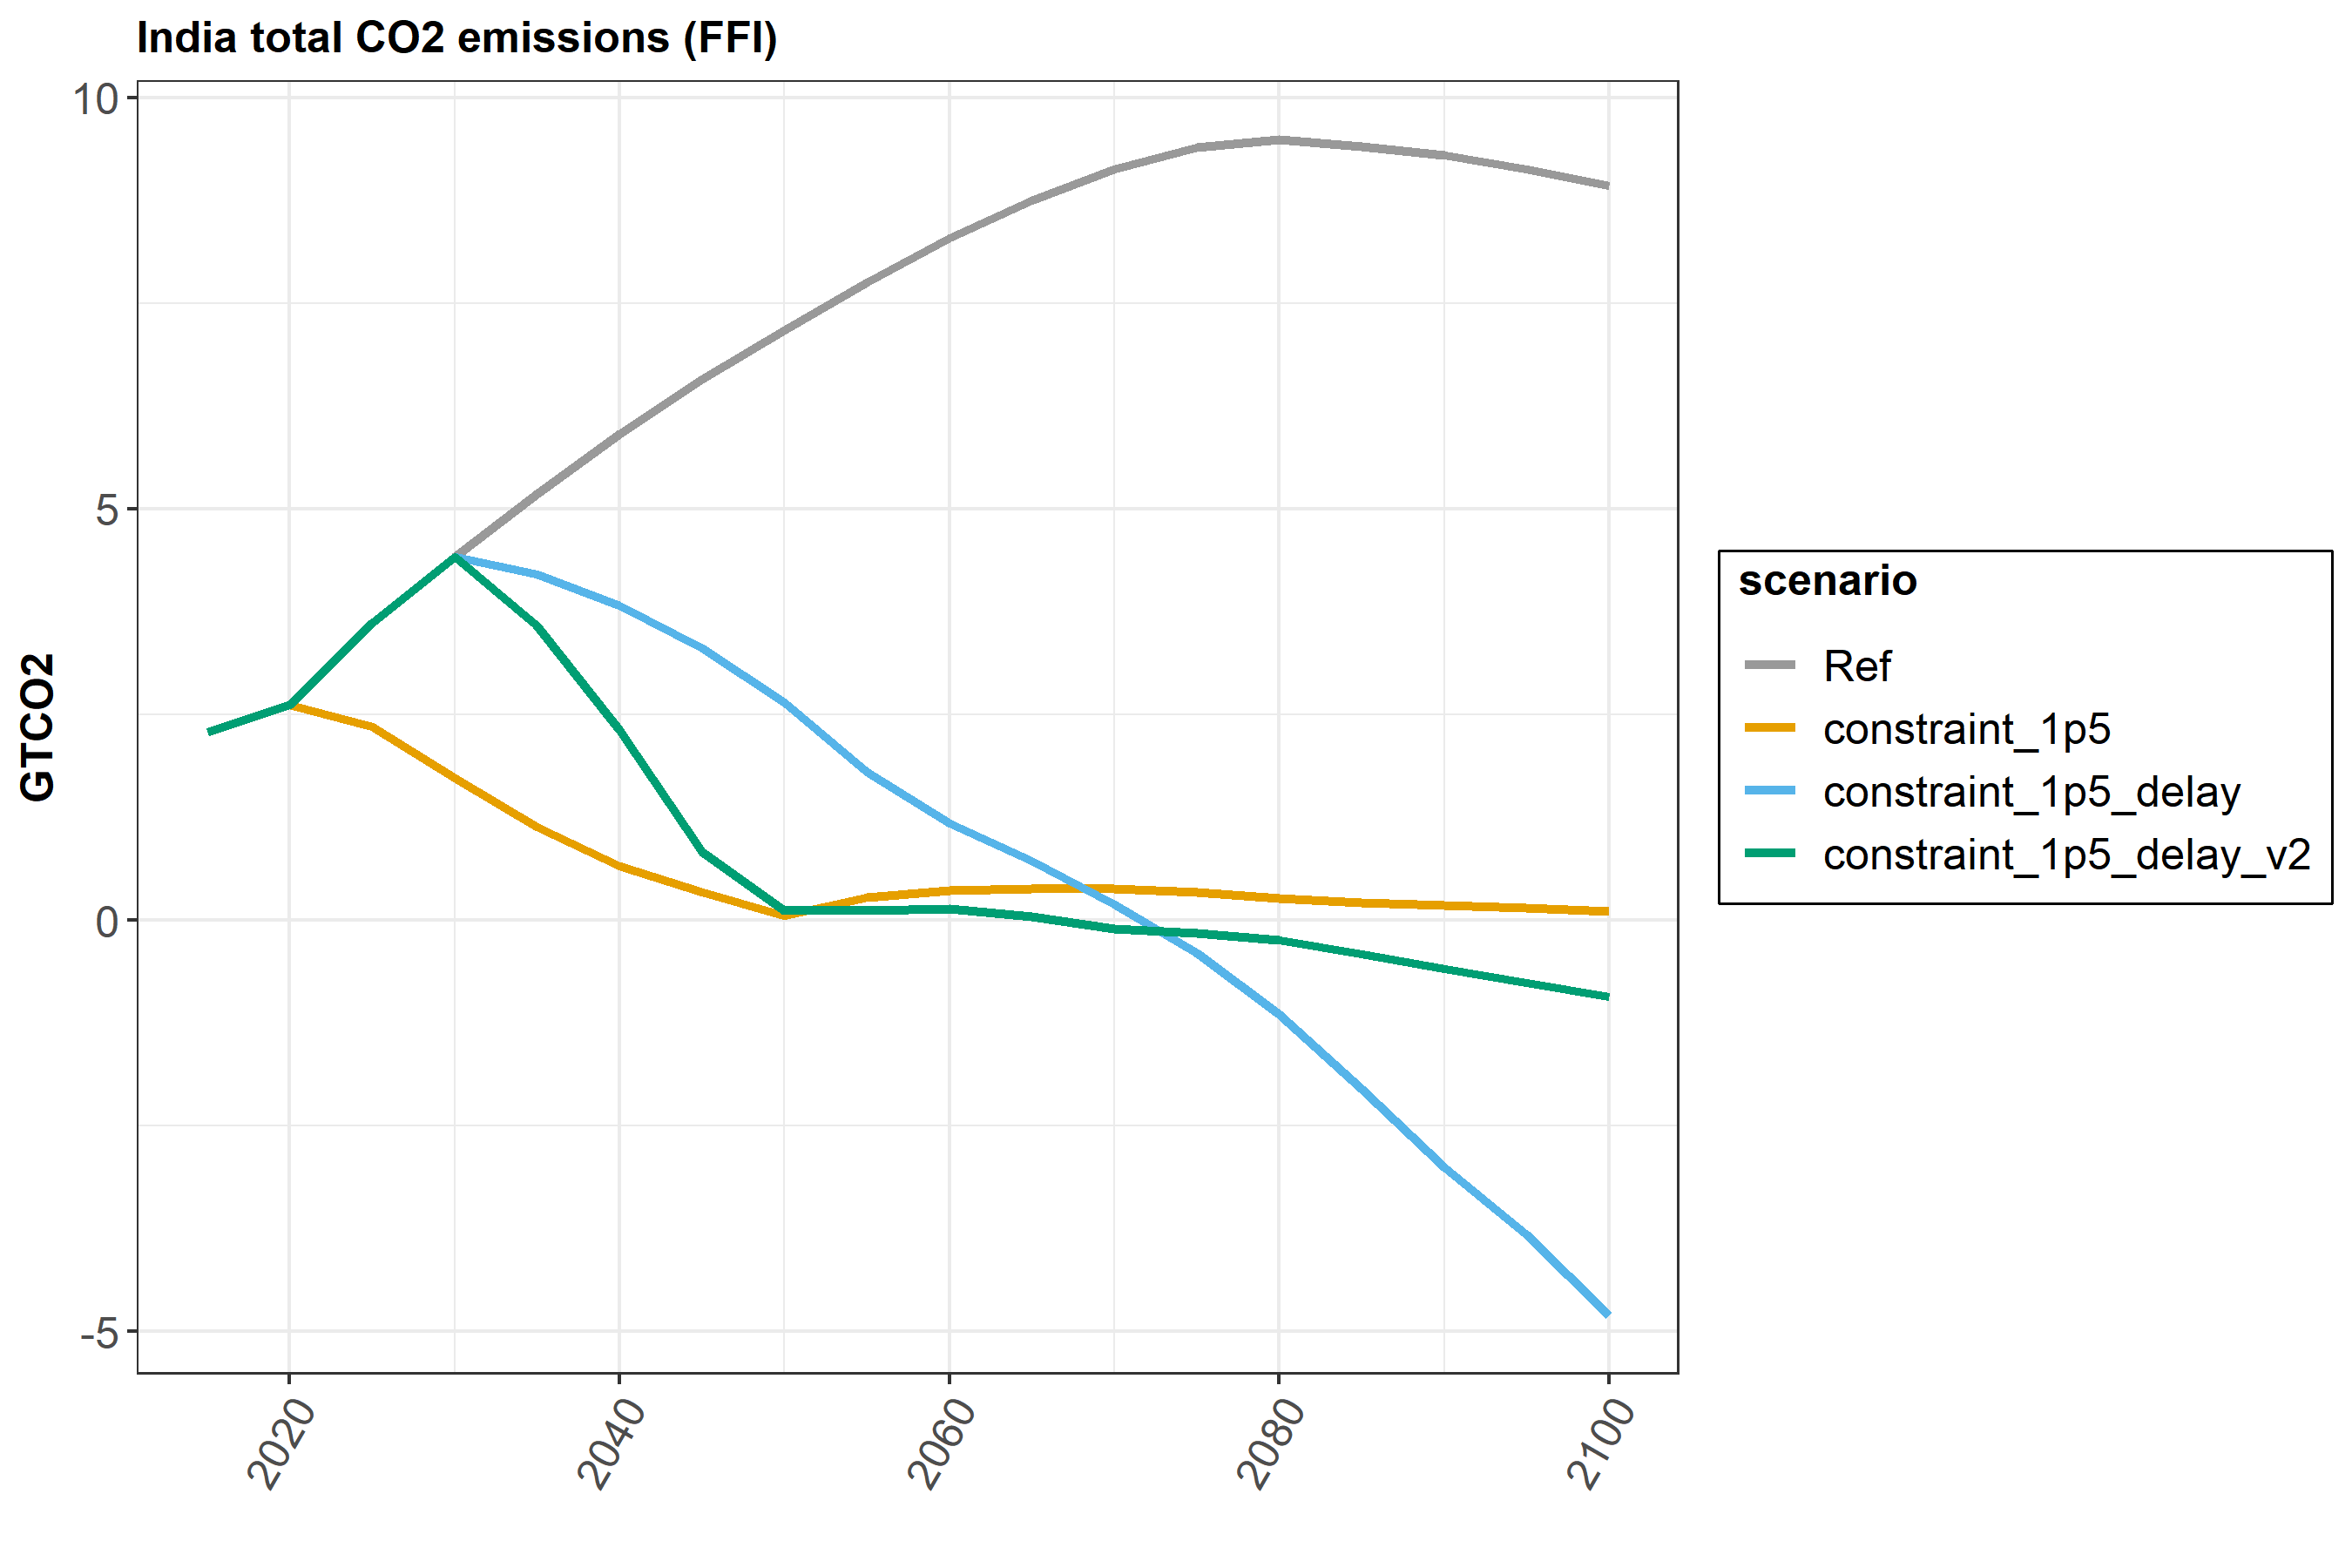 India total CO2 emissions (FFI)
10
5
0
-5
GTCO2
2020
2040
2060
2080
2100
scenario
Ref
constraint_1p5
constraint_1p5_delay
constraint_1p5_delay_v2